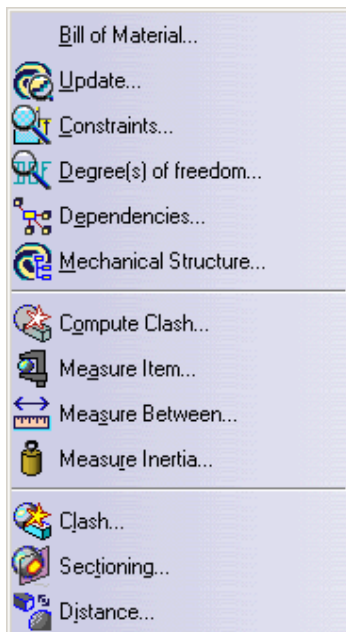 Bill of Material...
Update...
Constraints...
Degree(s) of freedom...
Dependencies...
Mechanical Structure...
Compute Clash...
Measure Item...
Measure Between...
Measure Inertia...
Clash...
Sectioning...
Distance...